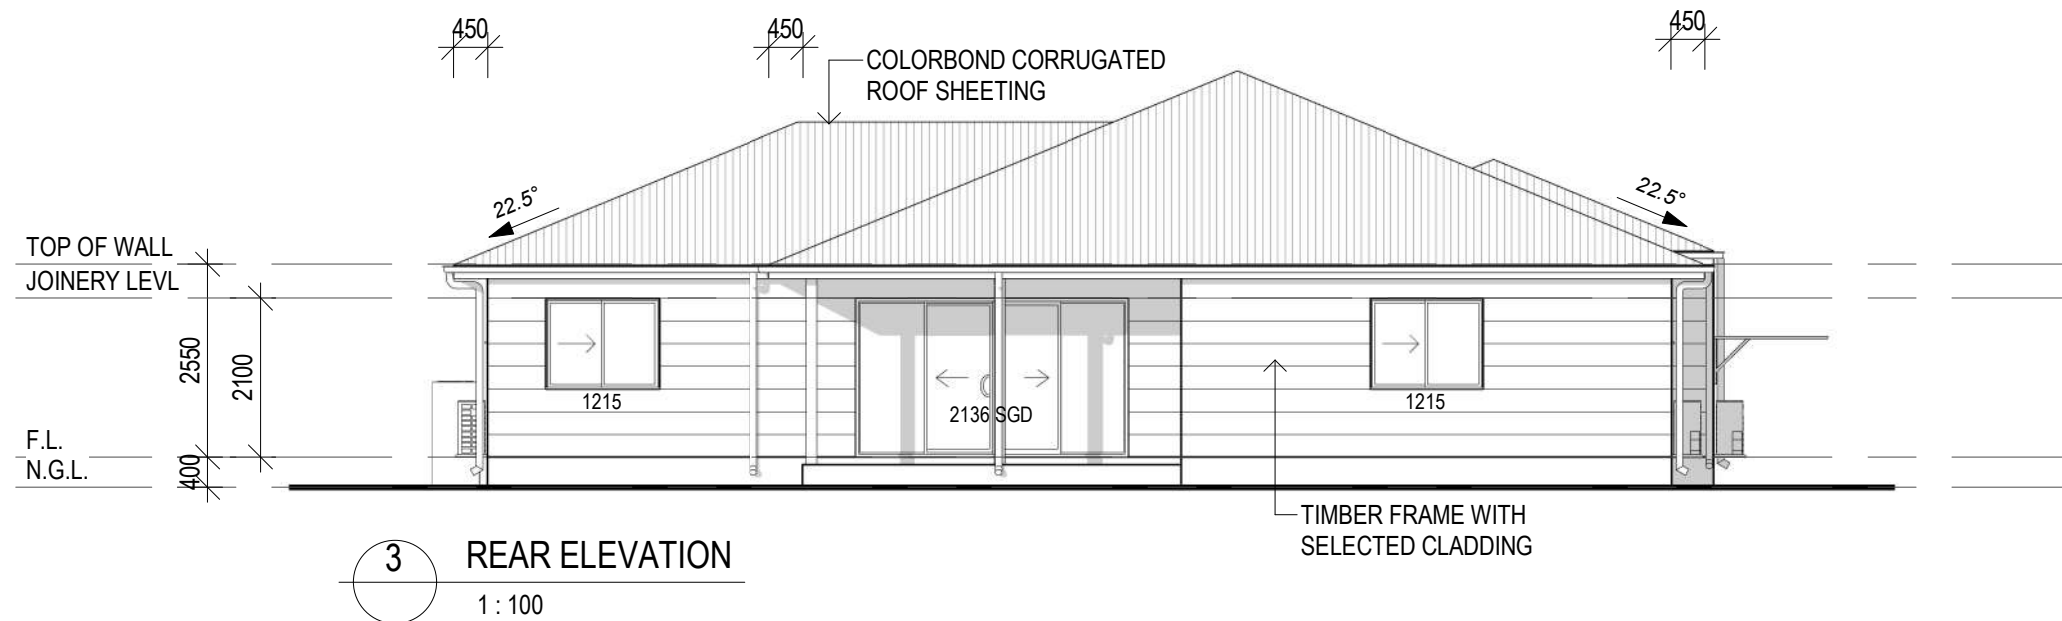 450
450
450
COLORBOND CORRUGATED
ROOF SHEETING
22.5°
22.5°
TOP OF WALL
JOINERY LEVL
2550
2100
1215
2136 SGD
1215
F.L.
N.G.L.
400
TIMBER FRAME WITH
SELECTED CLADDING
3
REAR ELEVATION
1 : 100